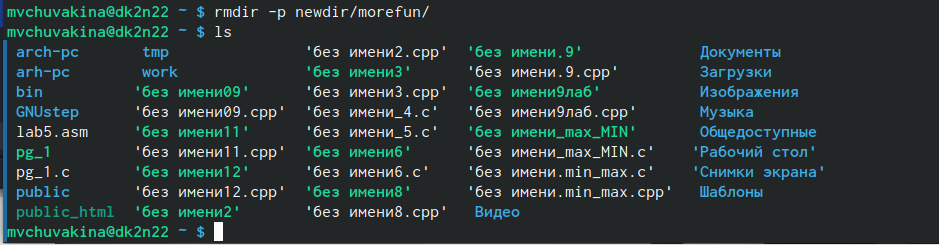 mvchuvakina@dk2n22 ~ $ rmdir -p newdir/morefun/
mvchuvakina@dk2n22 ~ $ ls
arch-pc tmp 'без имени2.cpp' 'без имени.9' Документы
arh-pc work 'без имени3' 'без имени.9.cpp' Загрузки
bin 'без имени09' 'без имени3.cpp' 'без имени9лаб' Изображения
GNUstep 'без имени09.cpp' 'без имени_4.c' 'без имени9лаб.cpp' Музыка
lab5.asm 'без имени11' 'без имени_5.c' 'без имени_max_MIN' Общедоступные
pg_1 'без имени11.cpp' 'без имени6' 'без имени_max_MIN.c' 'Рабочий стол'
pg_1.c 'без имени12' 'без имени6.c' 'без имени.min_max.c' 'Снимки экрана'
public 'без имени12.cpp' 'без имени8' 'без имени.min_max.cpp' Шаблоны
public_html 'без имени2' 'без имени8.cpp' Видео
mvchuvakina@dk2n22 ~ $